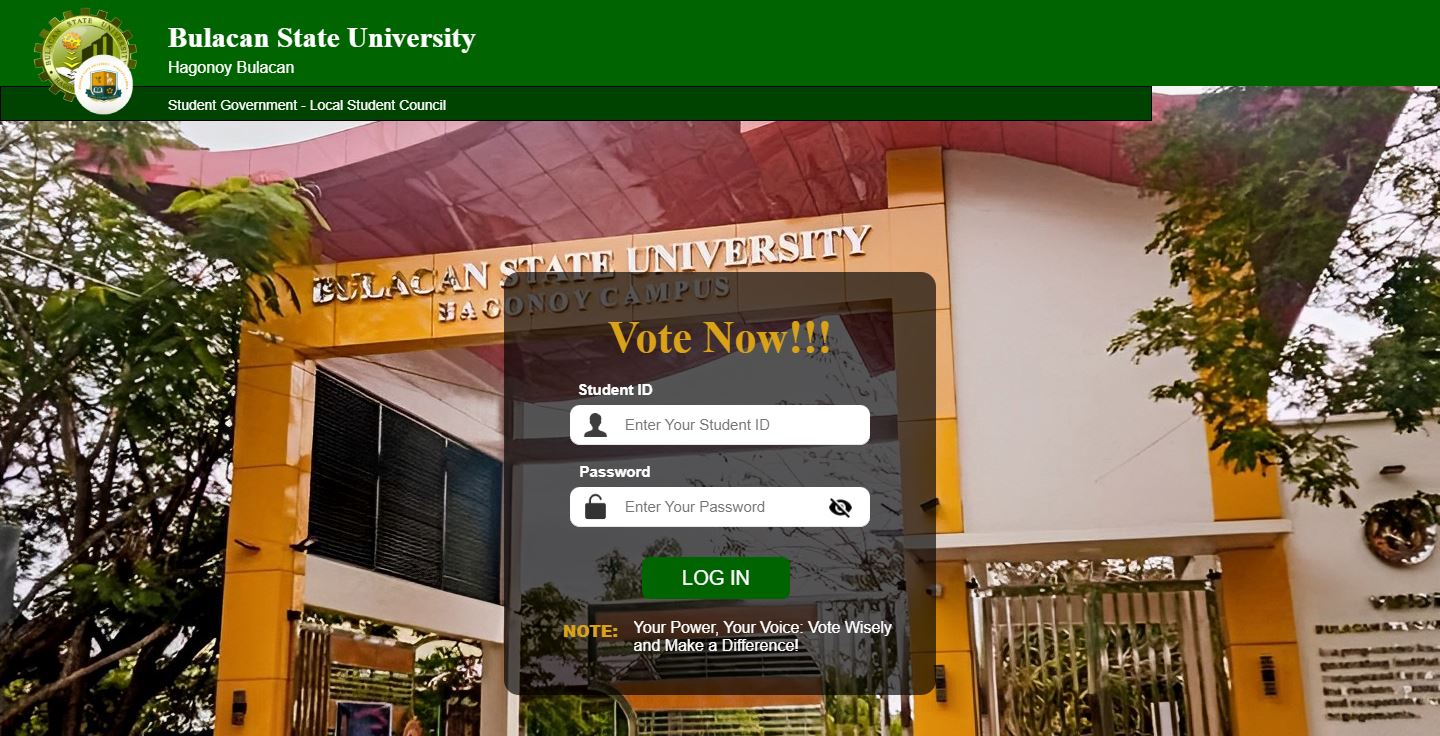 Bulacan State University
Hagonoy Bulacan
Student Government - Local Student Council
BULACAN STATE UNIVERSITY
HAGONOY CAMPUS
Vote Now!!!
Student ID
Enter Your Student ID
Password
Enter Your Password
LOG IN
NOTE: Your Power, Your Voice: Vote Wisely
and Make a Difference!